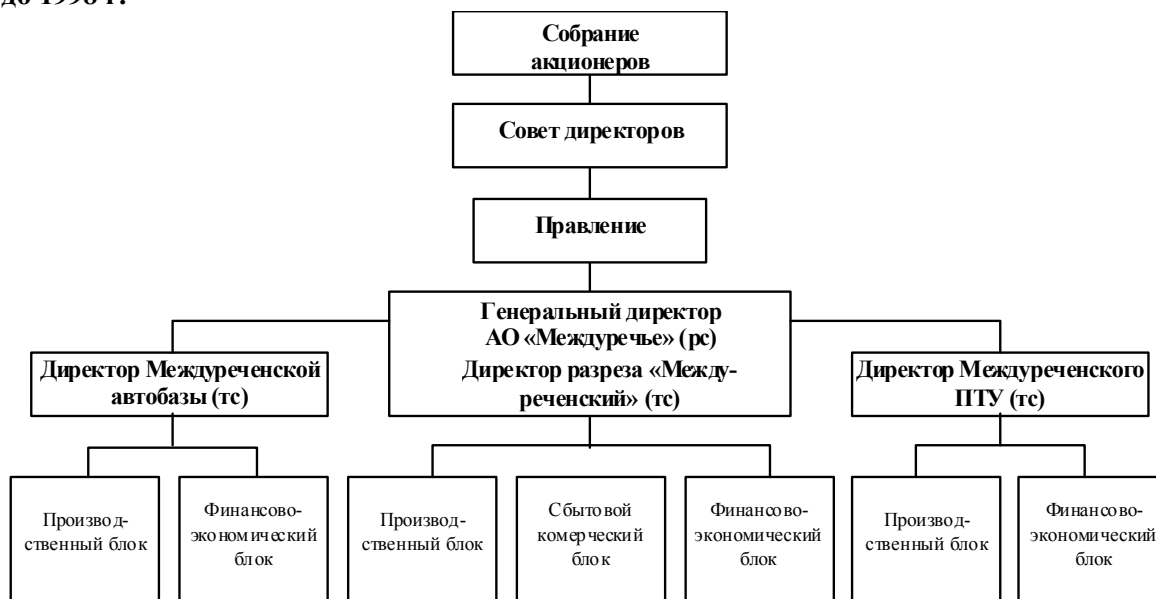 до 1998 г.
Собрание
акционеров
Совет директоров
Правление
Генеральный директор
АО «Междуречье» (рс)
Директор разреза «Между-
реченский» (тс)
Директор Междуреченской
автобазы (тс)
Директор Междуреченского
ПТУ (тс)
Производ-
ственный блок
Финансово-
экономический
блок
Производ-
ственный блок
Сбытовой
комерческий
блок
Финансово-
экономический
блок
Производ-
ственный блок
Финансово-
экономический
блок